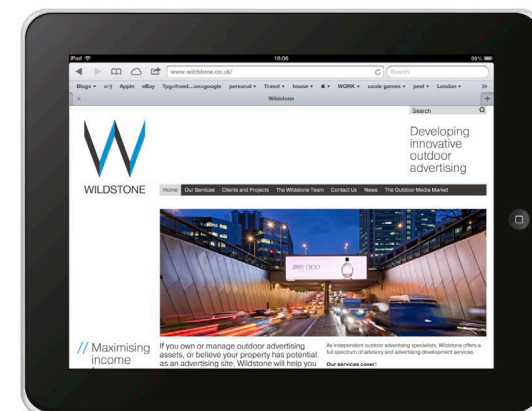 iPad 18:06 99%
www.wildstone.co.uk/ Search
Blogs Apple eBay personal Travel house WORK coole games peel London
Wildstone
Search
Developing
innovative
outdoor
advertising
WILDSTONE
Home Our Services Clients and Projects The Wildstone Team Contact Us News The Outdoor Media Market
JIMMY CHOO
// Maximising
income
If you own or manage outdoor advertising
assets, or believe your property has potential
as an advertising site, Wildstone will help you
As independent outdoor advertising specialists, Wildstone offers a
full spectrum of advisory and advertising development services.
Our services cover: